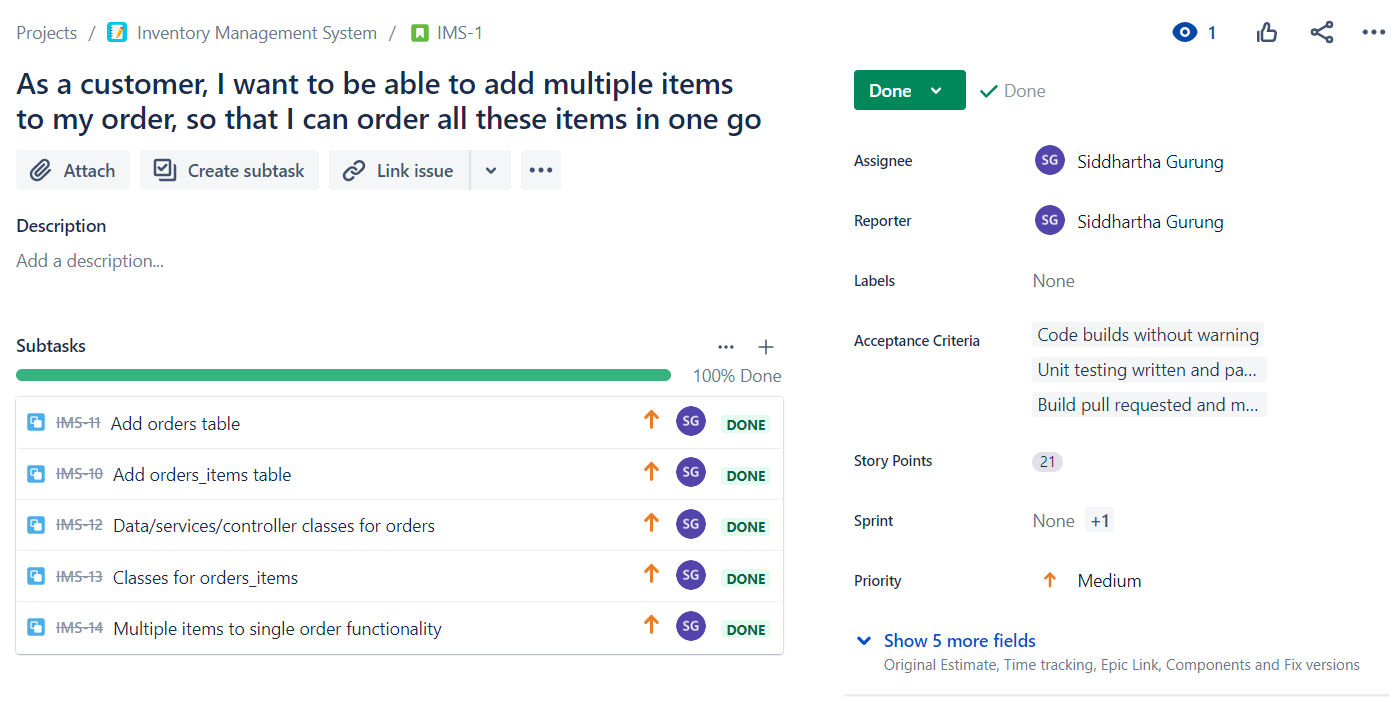 Projects / Inventory Management System / IMS-1
1
As a customer, I want to be able to add multiple items
to my order, so that I can order all these items in one go
Attach Create subtask Link issue
Description
Add a description...
Subtasks
100% Done
IMS-11 Add orders table SG DONE
IMS-10 Add orders_items table SG DONE
IMS-12 Data/services/controller classes for orders SG DONE
IMS-13 Classes for orders_items SG DONE
IMS-14 Multiple items to single order functionality SG DONE
Done Done
Assignee SG Siddhartha Gurung
Reporter SG Siddhartha Gurung
Labels None
Acceptance Criteria Code builds without warning
Unit testing written and pa...
Build pull requested and m...
Story Points 21
Sprint None +1
Priority Medium
Show 5 more fields
Original Estimate, Time tracking, Epic Link, Components and Fix versions